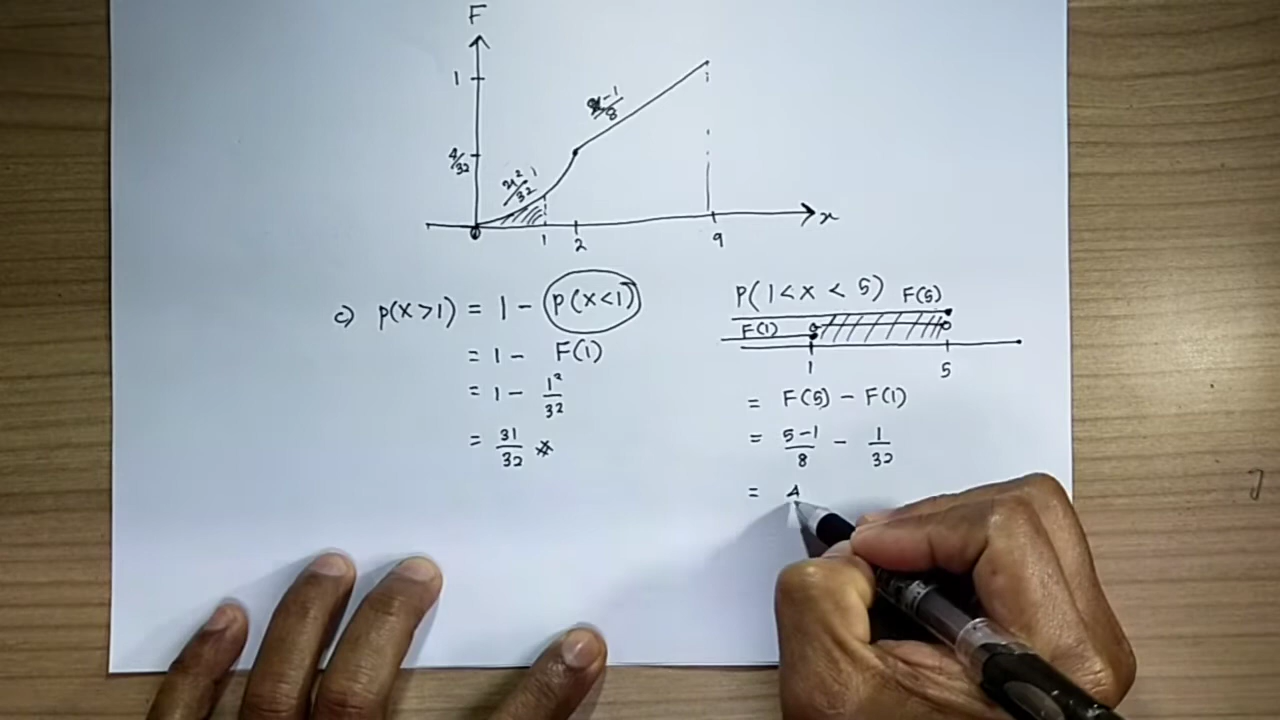 F
1
x-1/8
4/32
x²/32
0 1 2 9 x
c) P(X>1) = 1 - P(X<1)
= 1 - F(1)
= 1 - 1²/32
= 31/32 *
P(1<X<5) F(5)
F(1)
1 5
= F(5) - F(1)
= 5-1/8 - 1/32
= 4